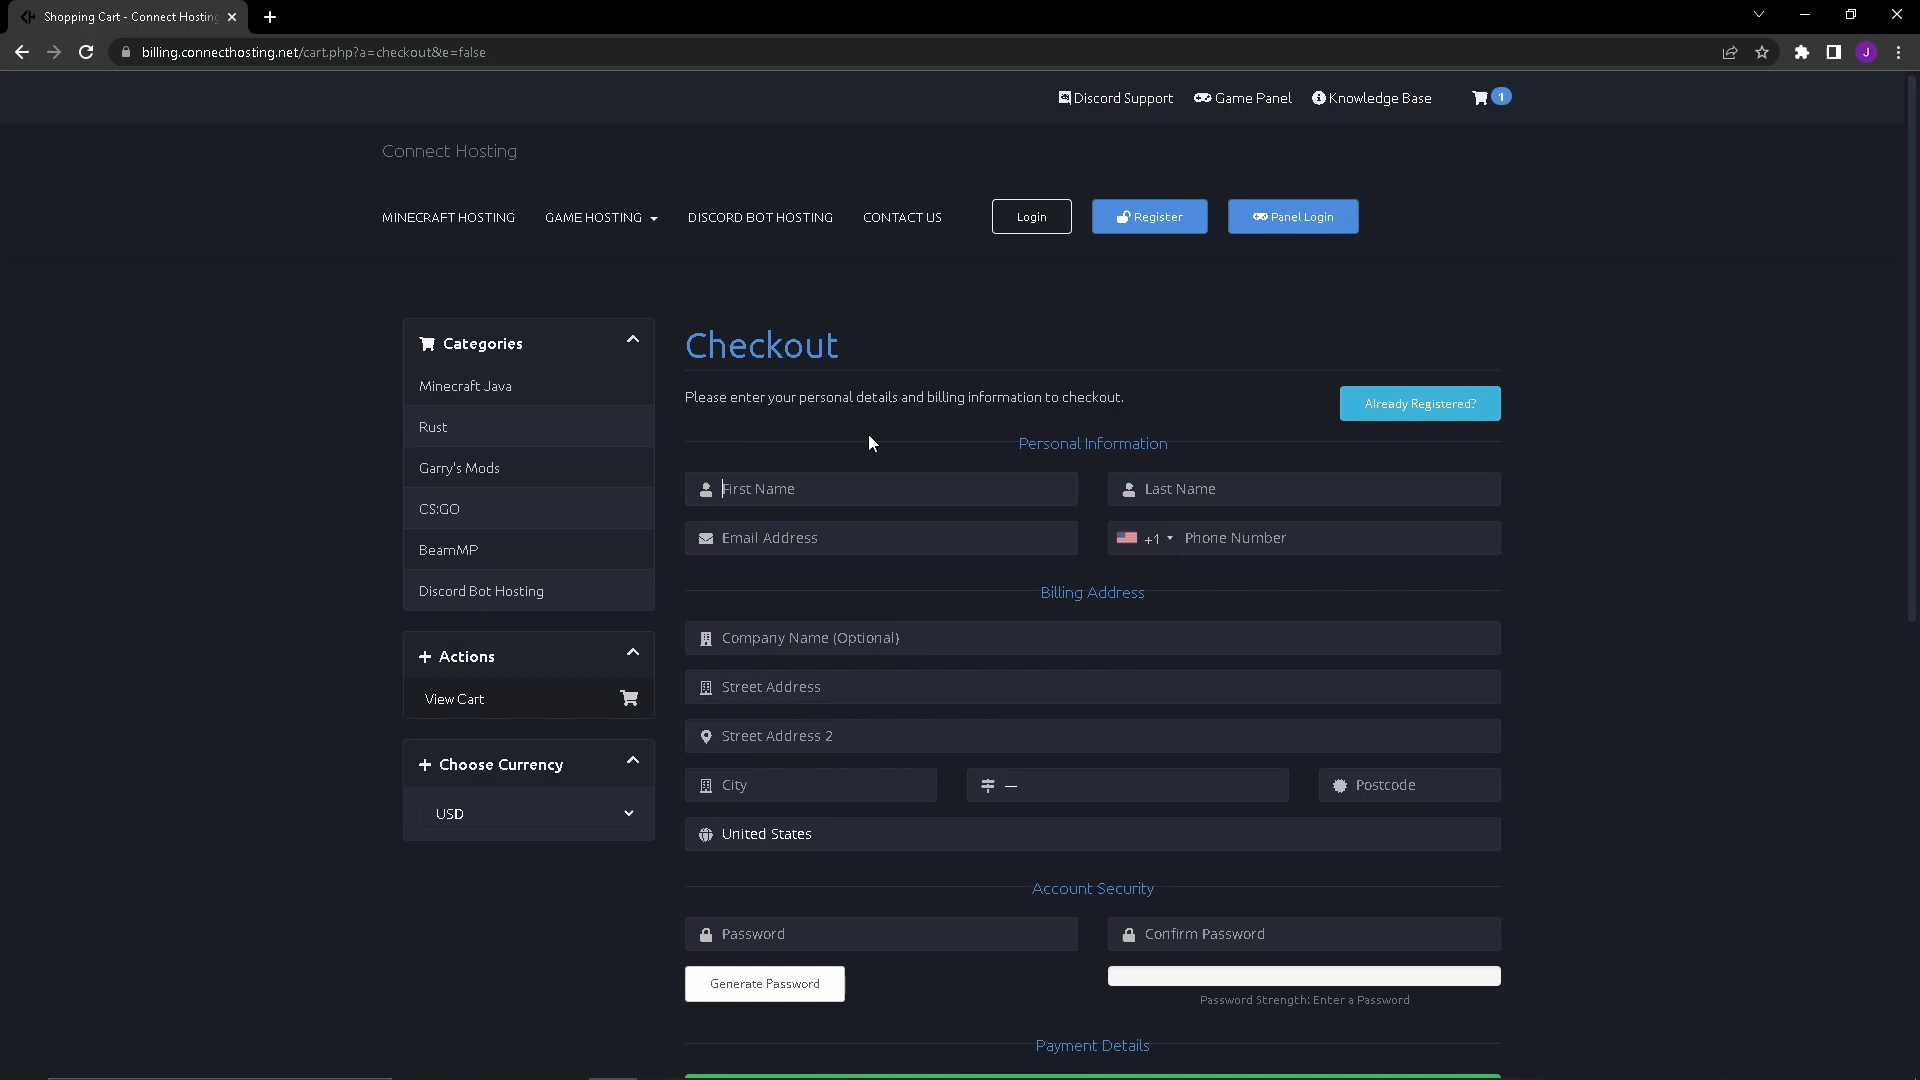 Shopping Cart - Connect Hosting
billing.connecthosting.net/cart.php?a=checkout&e=false
J
Discord Support
Game Panel
Knowledge Base
1
Connect Hosting
MINECRAFT HOSTING
GAME HOSTING
DISCORD BOT HOSTING
CONTACT US
Login
Register
Panel Login
Categories
Minecraft Java
Rust
Garry's Mods
CS:GO
BeamMP
Discord Bot Hosting
Actions
View Cart
Choose Currency
USD
Checkout
Please enter your personal details and billing information to checkout.
Already Registered?
Personal Information
First Name
Last Name
Email Address
+1
Phone Number
Billing Address
Company Name (Optional)
Street Address
Street Address 2
City
—
Postcode
United States
Account Security
Password
Confirm Password
Generate Password
Password Strength: Enter a Password
Payment Details